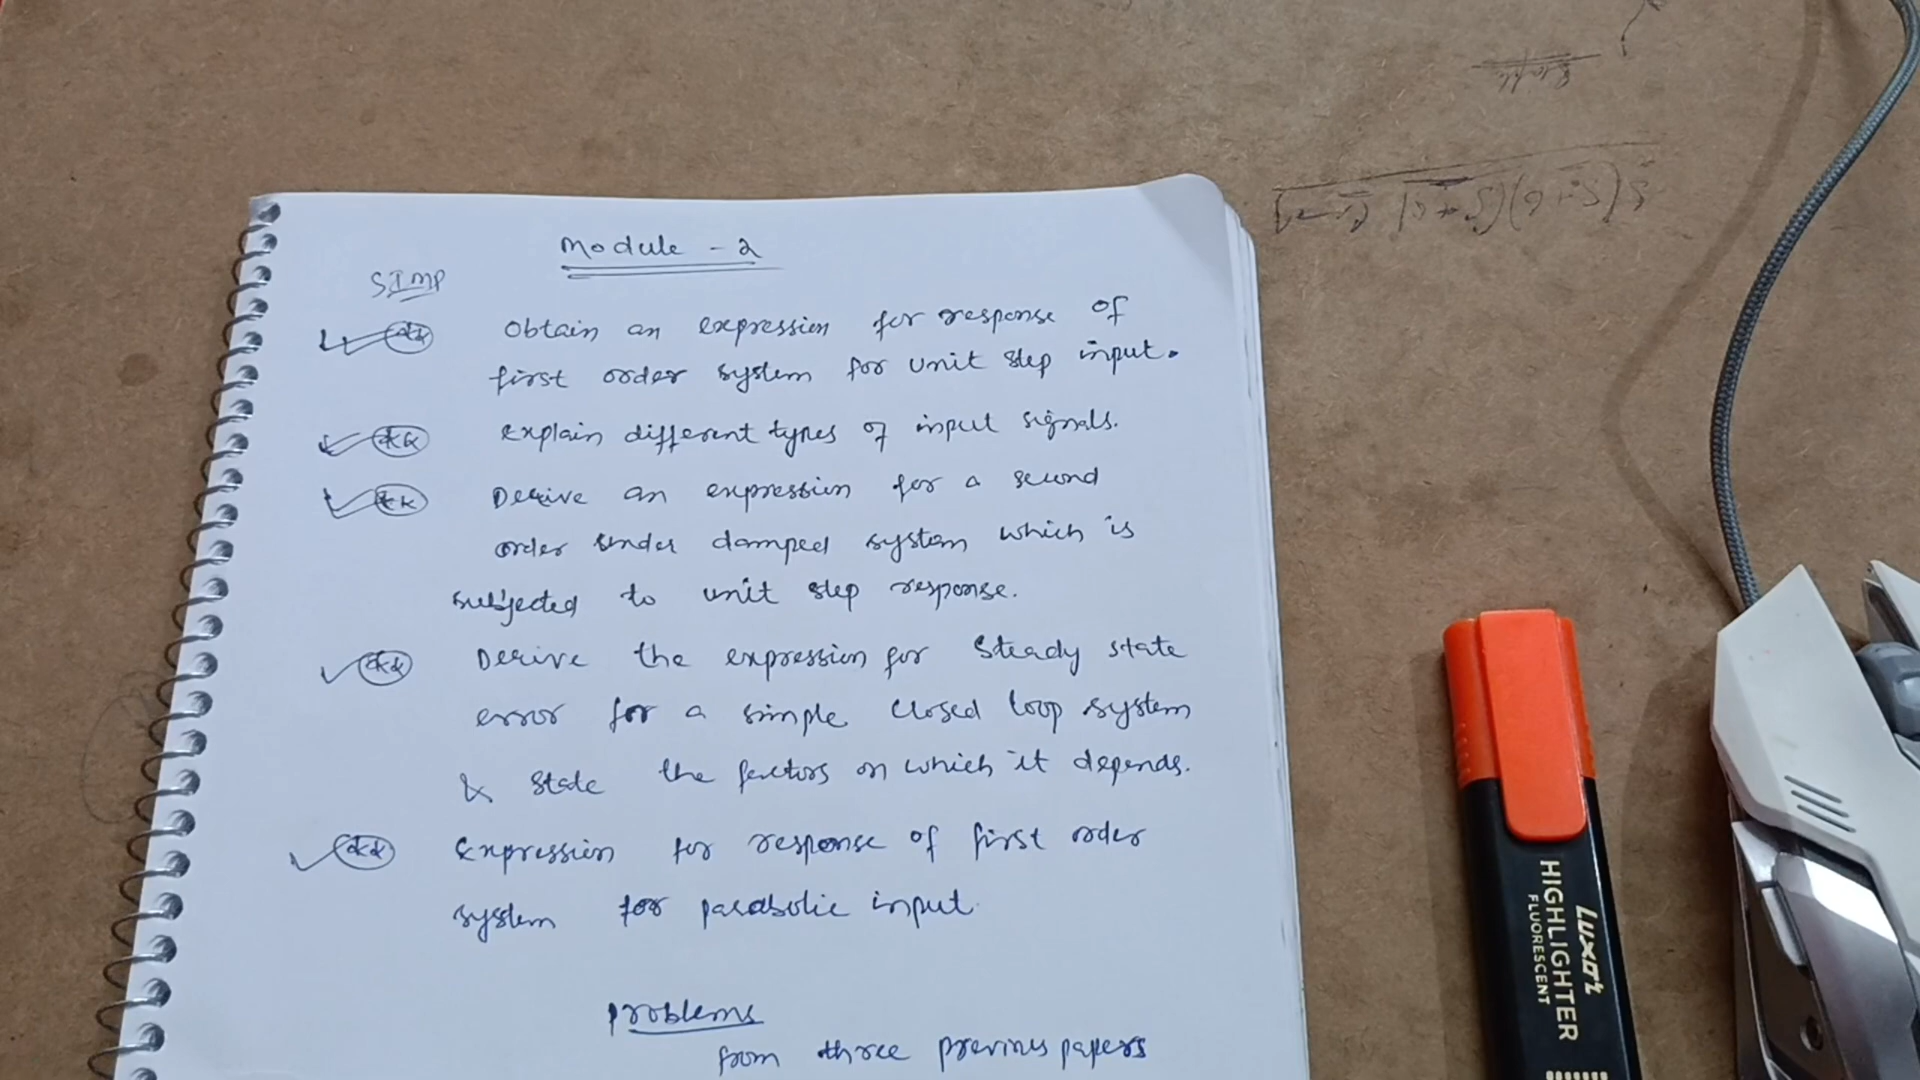 Module - 2
SIMP
Obtain an expression for response of
first order system for unit step input.
Explain different types of input signals.
Derive an expression for a second
order under damped system which is
subjected to unit step response.
Derive the expression for steady state
error for a simple closed loop system
& state the factors on which it depends.
Expression for response of first order
system for parabolic input.
Problems
from three previous papers
Luxor
HIGHLIGHTER
FLUORESCENT